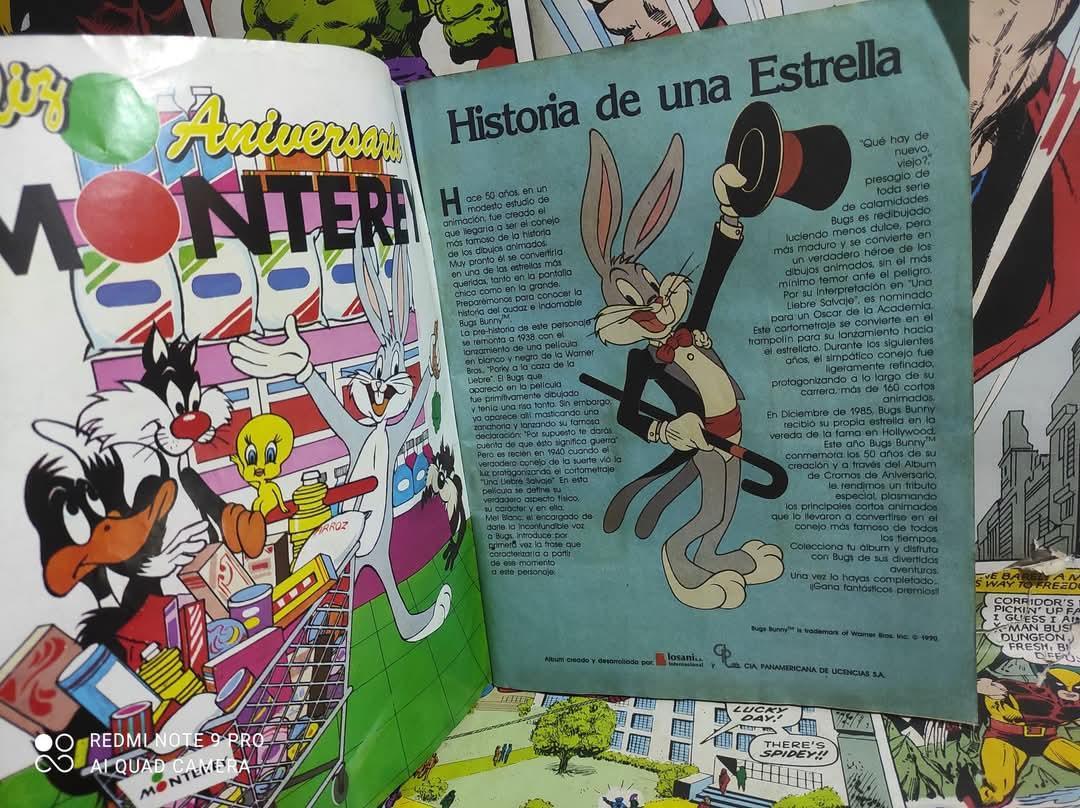 liz
Aniversario
MONTERE
ARROZ
MONTERE
Historia de una Estrella
Hace 50 años, en un
modesto estudio de
animación, fue creado el
que llegaría a ser el conejo
más famoso de la historia
de los dibujos animados.
Muy pronto él se convertiría
en una de las estrellas más
queridas, tanto en la pantalla
chica como en la grande.
Preparémonos para conocer la
historia del audaz e indomable
Bugs Bunny™
La pre-historia de este personaje
se remonta a 1938 con el
lanzamiento de una película
en blanco y negra de la Warner
Bros., "Porky a la caza de la
Liebre". El Bugs que
apareció en la película
fue primitivamente dibujado
y tenía una risa tonta. Sin embargo,
ya aparece allí masticando una
zanahoria y lanzando su famosa
declaración: "Por supuesto te darás
cuenta de que ésto significa guerra"
Pero es recién en 1940 cuando el
verdadero conejo de la suerte vió la
luz protagonizando el cortometraje
"Una Liebre Salvaje" En esta
película se define su
verdadero aspecto físico,
su carácter y en ella,
Mel Blanc, el encargado de
darle la inconfundible voz
a Bugs, introduce por
primera vez la frase que
caracterizaría a partir
de ese momento
a este personaje:
"Qué hay de
nuevo,
viejo?,"
presagio de
toda serie
de calamidades.
Bugs es redibujado
luciendo menos dulce, pero
más maduro y se convierte en
un verdadero héroe de los
dibujos animados, sin el más
mínimo temor ante el peligro.
Por su interpretación en "Una
Liebre Salvaje", es nominado
para un Oscar de la Academia.
Este cortometraje se convierte en el
trampolín para su lanzamiento hacia
el estrellato. Durante los siguientes
años, el simpático conejo fue
ligeramente refinado,
protagonizando a lo largo de su
carrera, más de 160 cortos
animados.
En Diciembre de 1985, Bugs Bunny
recibió su propia estrella en la
vereda de la fama en Hollywood.
Este año Bugs Bunny™
conmemora los 50 años de su
creación y a través del Album
de Cromos de Aniversario,
le rendimos un tributo
especial, plasmando
los principales cortos animados
que lo llevaron a convertirse en el
conejo más famoso de todos
los tiempos.
Colecciona tu álbum y disfruta
con Bugs de sus divertidas
aventuras.
Una vez lo hayas completado..
¡¡Gana fantásticos premios!!
Bugs Bunny™ is trademark of Warner Bros. Inc. © 1990.
Album creado y desarrollado por: losani s.a. internacional y CPL CIA. PANAMERICANA DE LICENCIAS S.A.
BARELY A
WAY TO FREED
CORRIDOR'S
PICKIN' UP FA
I GUESS I AI
X-MAN BUSI
DUNGEON,
FRESH, B
LUCKY
DAY!
THERE'S
SPIDEY!!
REDMI NOTE 9 PRO
AI QUAD CAMERA